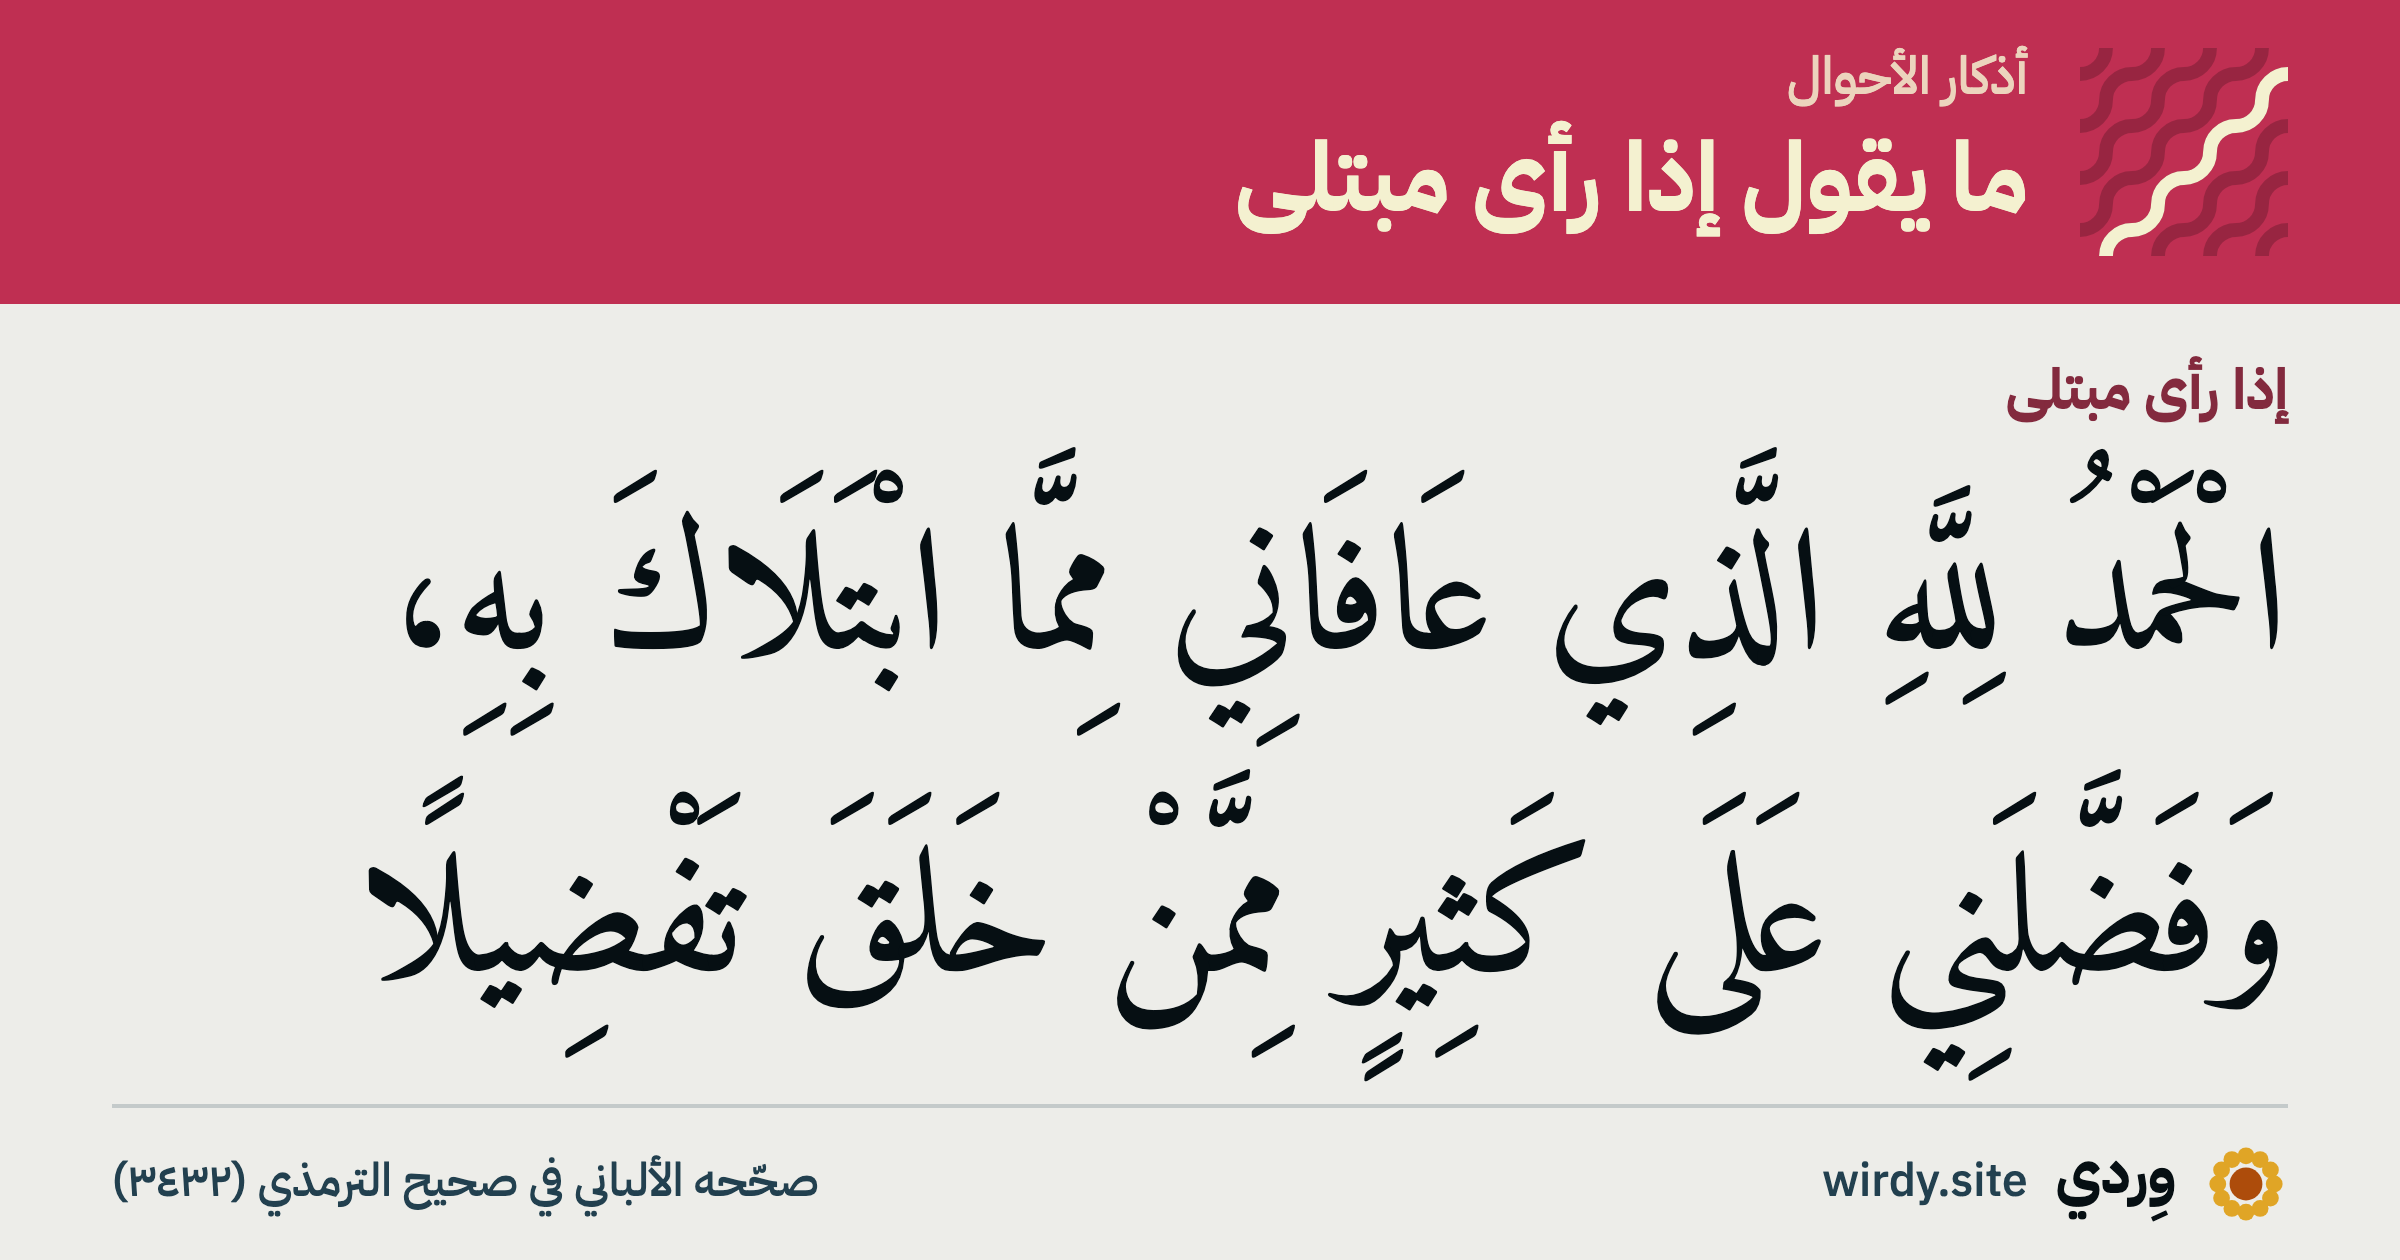 أذكار الأحوال
ما يقول إذا رأى مبتلى
إذا رأى مبتلى
الْحَمْدُ لِلَّهِ الَّذِي عَافَانِي مِمَّا ابْتَلَاكَ بِهِ،
وَفَضَّلَنِي عَلَى كَثِيرٍ مِمَّنْ خَلَقَ تَفْضِيلًا
وِردي wirdy.site
صحّحه الألباني في صحيح الترمذي (٣٤٣٢)